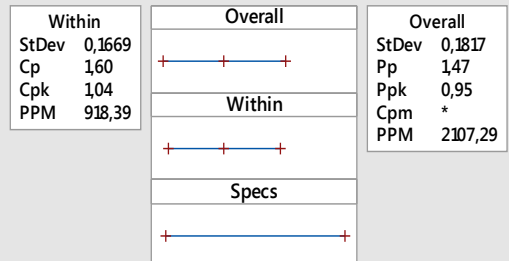 Within
StDev 0,1669
Cp 1,60
Cpk 1,04
PPM 918,39
Overall
Within
Specs
Overall
StDev 0,1817
Pp 1,47
Ppk 0,95
Cpm *
PPM 2107,29